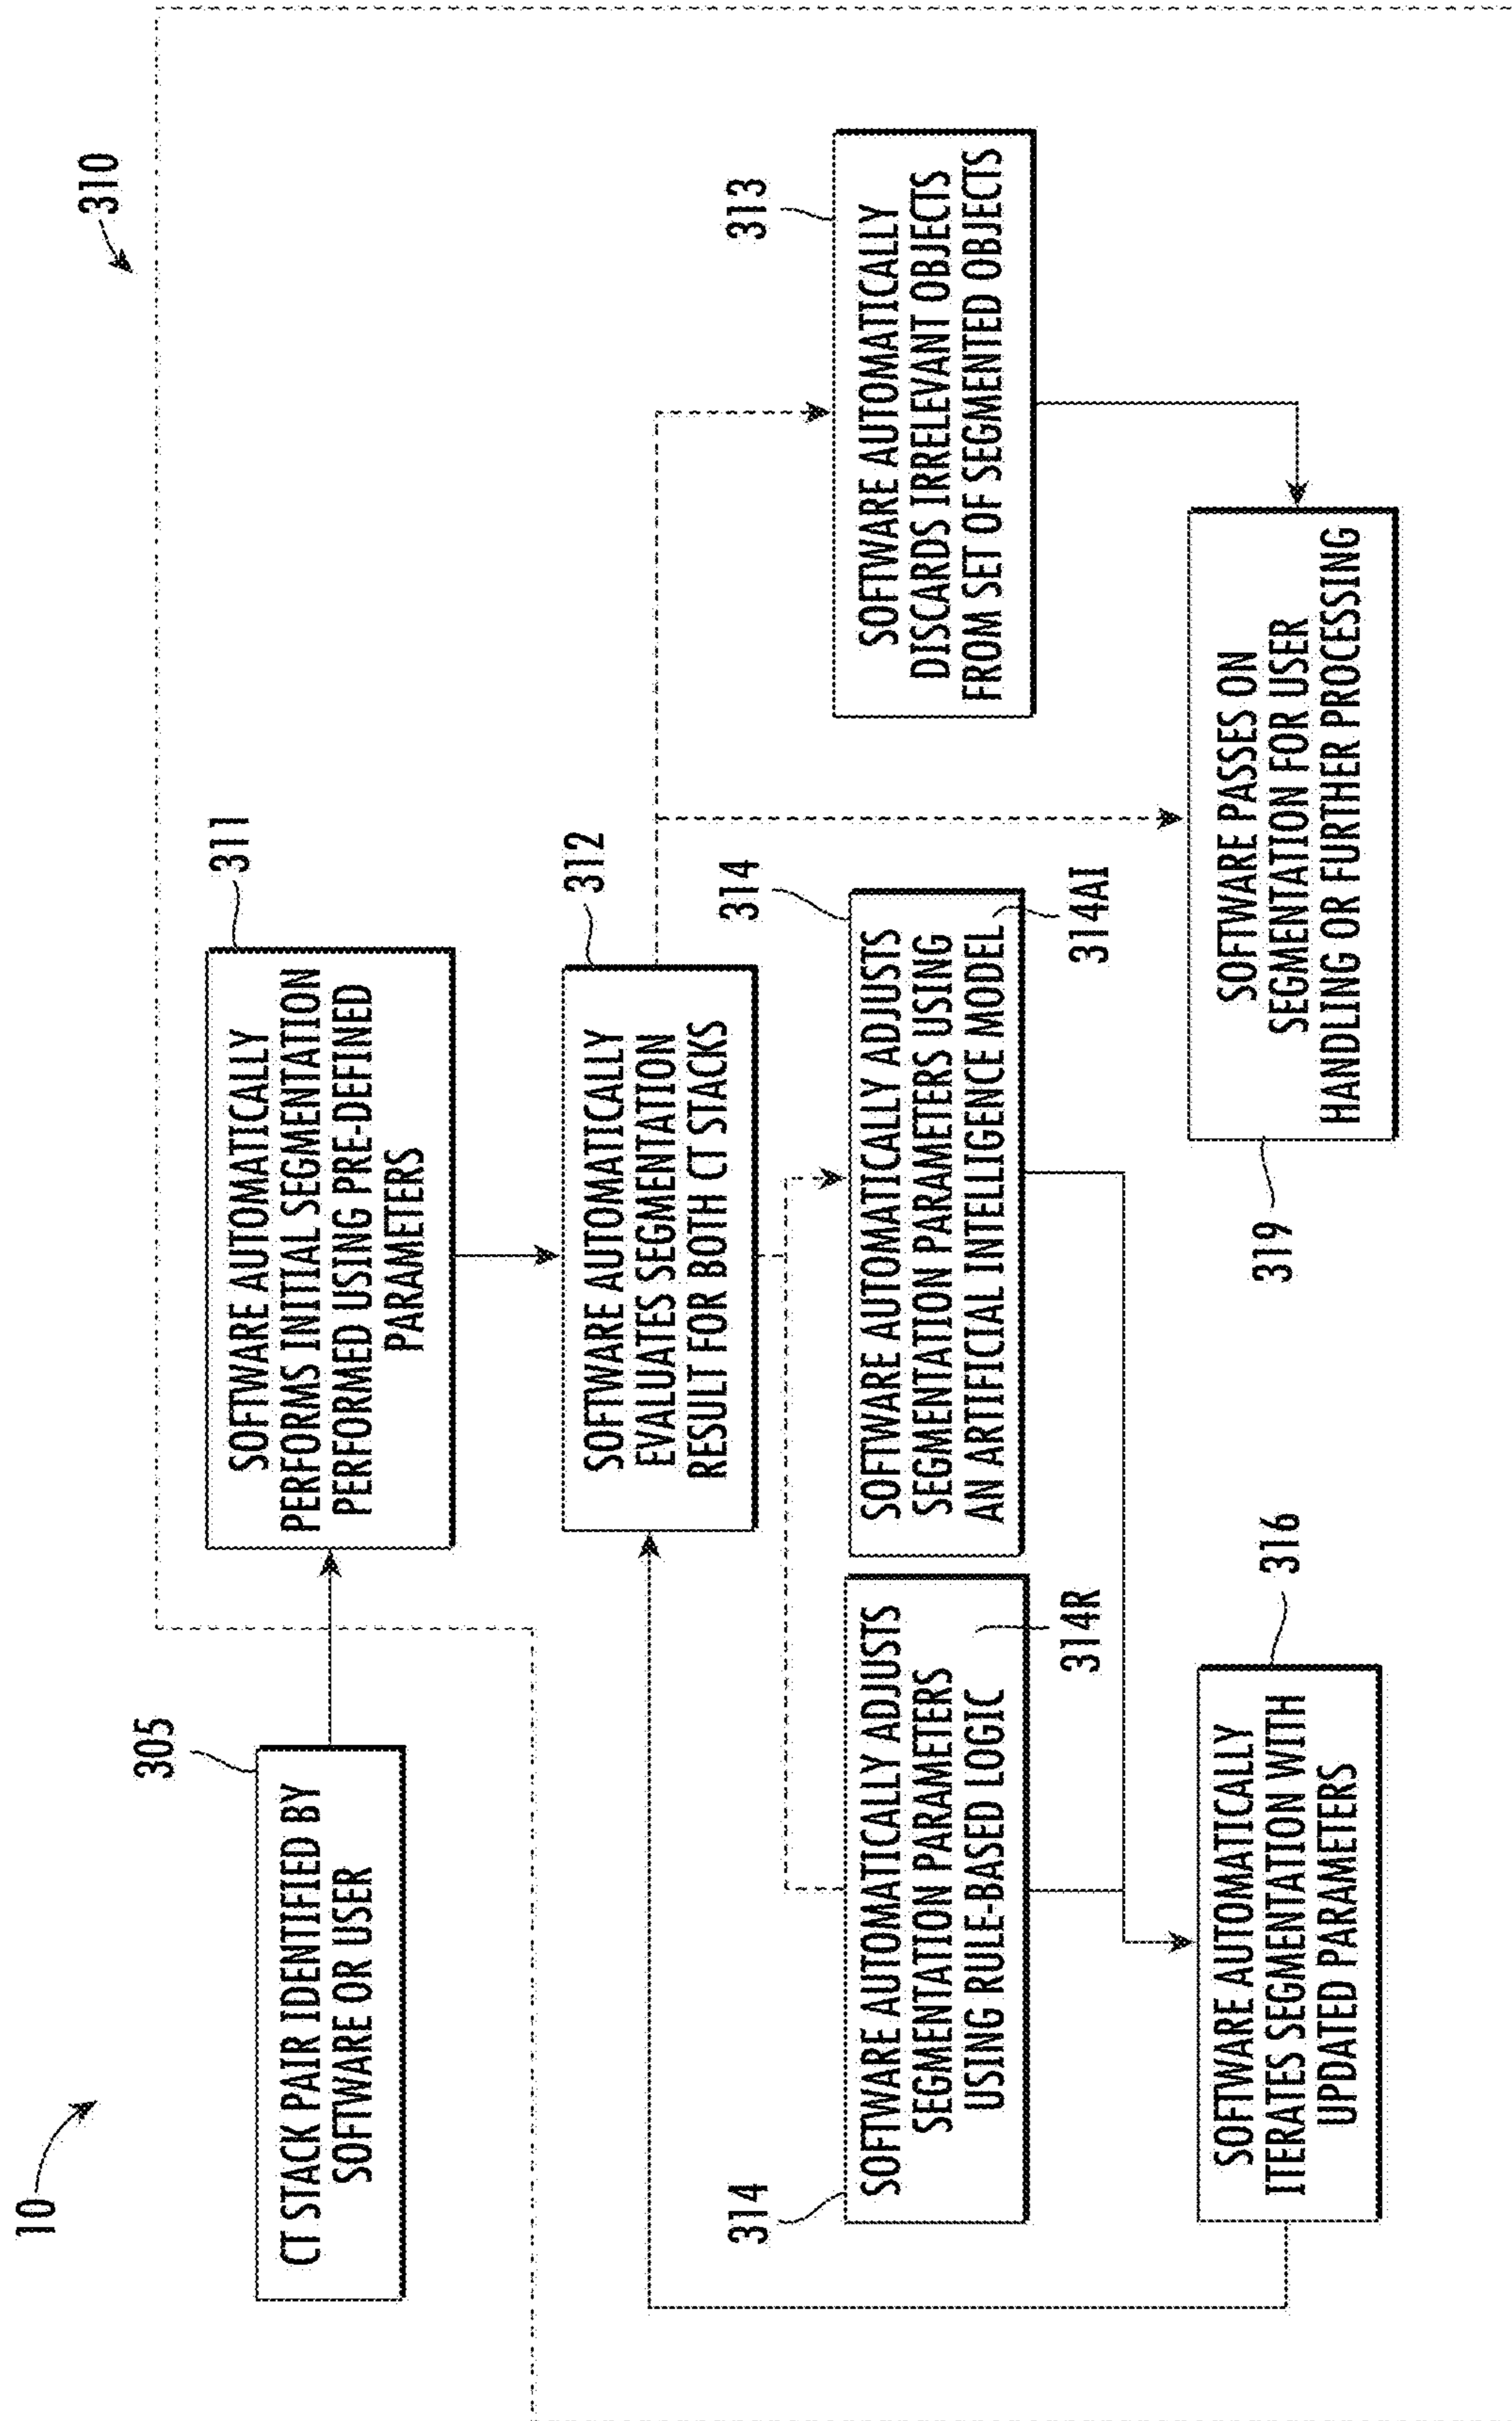 10
310
305
CT STACK PAIR IDENTIFIED BY
SOFTWARE OR USER
311
SOFTWARE AUTOMATICALLY
PERFORMS INITIAL SEGMENTATION
PERFORMED USING PRE-DEFINED
PARAMETERS
312
SOFTWARE AUTOMATICALLY
EVALUATES SEGMENTATION
RESULT FOR BOTH CT STACKS
313
SOFTWARE AUTOMATICALLY
DISCARDS IRRELEVANT OBJECTS
FROM SET OF SEGMENTED OBJECTS
314
SOFTWARE AUTOMATICALLY ADJUSTS
SEGMENTATION PARAMETERS
USING RULE-BASED LOGIC
314R
314
SOFTWARE AUTOMATICALLY ADJUSTS
SEGMENTATION PARAMETERS USING
AN ARTIFICIAL INTELLIGENCE MODEL
314AI
316
SOFTWARE AUTOMATICALLY
ITERATES SEGMENTATION WITH
UPDATED PARAMETERS
319
SOFTWARE PASSES ON
SEGMENTATION FOR USER
HANDLING OR FURTHER PROCESSING